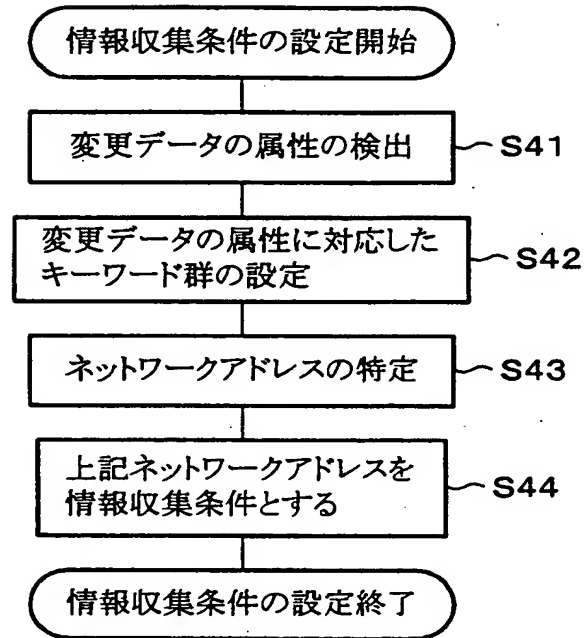 情報収集条件の設定開始
変更データの属性の検出
S41
変更データの属性に対応した
キーワード群の設定
S42
ネットワークアドレスの特定
S43
上記ネットワークアドレスを
情報収集条件とする
S44
情報収集条件の設定終了